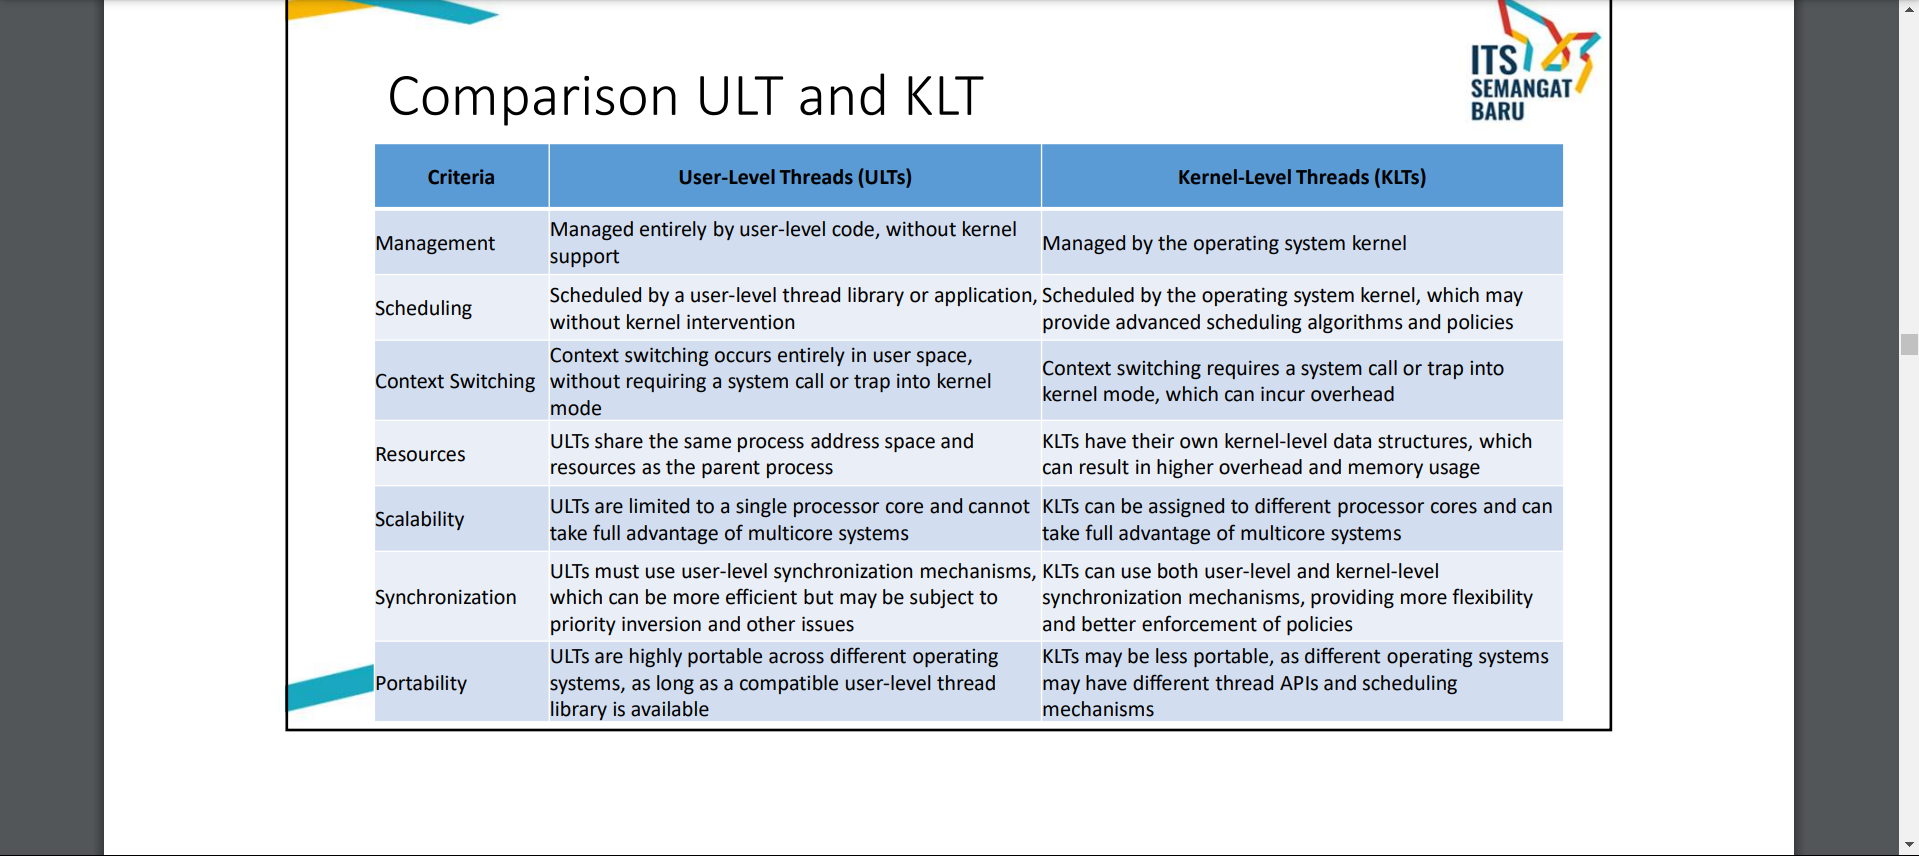 ITS
SEMANGAT
BARU
Comparison ULT and KLT
Criteria
User-Level Threads (ULTs)
Kernel-Level Threads (KLTs)
Management
Managed entirely by user-level code, without kernel
support
Managed by the operating system kernel
Scheduling
Scheduled by a user-level thread library or application,
without kernel intervention
Scheduled by the operating system kernel, which may
provide advanced scheduling algorithms and policies
Context Switching
Context switching occurs entirely in user space,
without requiring a system call or trap into kernel
mode
Context switching requires a system call or trap into
kernel mode, which can incur overhead
Resources
ULTs share the same process address space and
resources as the parent process
KLTs have their own kernel-level data structures, which
can result in higher overhead and memory usage
Scalability
ULTs are limited to a single processor core and cannot
take full advantage of multicore systems
KLTs can be assigned to different processor cores and can
take full advantage of multicore systems
Synchronization
ULTs must use user-level synchronization mechanisms,
which can be more efficient but may be subject to
priority inversion and other issues
KLTs can use both user-level and kernel-level
synchronization mechanisms, providing more flexibility
and better enforcement of policies
Portability
ULTs are highly portable across different operating
systems, as long as a compatible user-level thread
library is available
KLTs may be less portable, as different operating systems
may have different thread APIs and scheduling
mechanisms